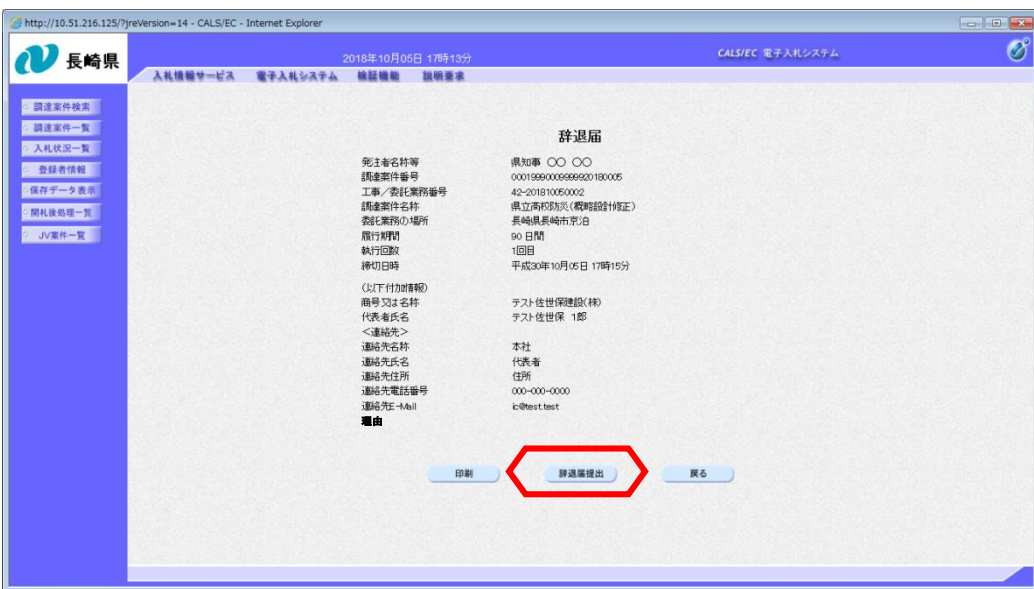 http://10.51.216.125/?jreVersion=14 - CALS/EC - Internet Explorer
長崎県
2018年10月05日 17時13分
CALS/EC 電子入札システム
入札情報サービス 電子入札システム 検証機能 説明要求
調達案件検索
調達案件一覧
入札状況一覧
登録者情報
保存データ表示
開札後処理一覧
JV案件一覧
辞退届
発注者名称等 県知事 〇〇 〇〇
調達案件番号 0001999000999920180005
工事/委託業務番号 42-201810050002
調達案件名称 県立高校防災(概略設計修正)
委託業務の場所 長崎県長崎市京泊
履行期間 90 日間
執行回数 1回目
締切日時 平成30年10月05日 17時15分
(以下付加情報)
商号又は名称 テスト佐世保建設(株)
代表者氏名 テスト佐世保 1郎
<連絡先>
連絡先名称 本社
連絡先氏名 代表者
連絡先住所 住所
連絡先電話番号 000-000-0000
連絡先E-Mail ic@test.test
理由
印刷 辞退届提出 戻る